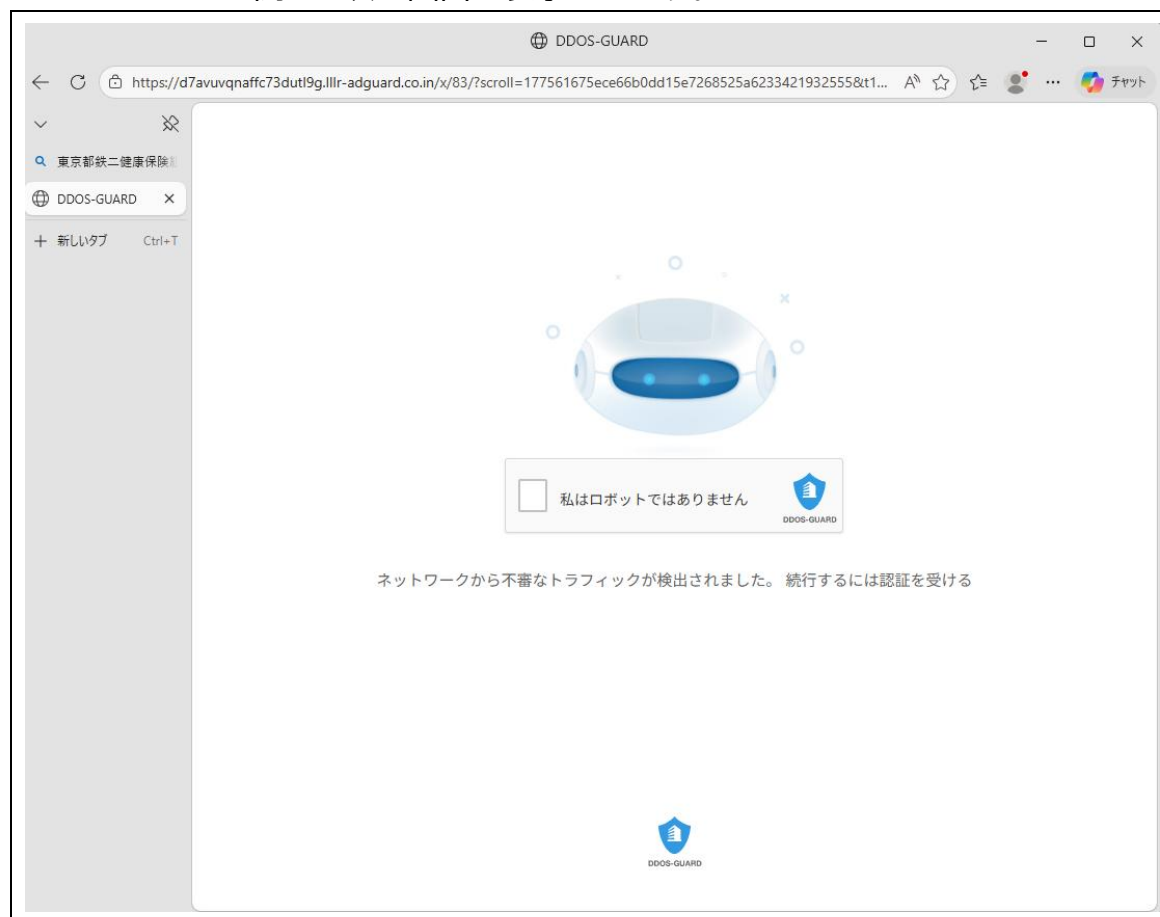 DDOS-GUARD
https://d7avuvqnaffc73dutl9g.lllr-adguard.co.in/x/83/?scroll=177561675ece66b0dd15e7268525a6233421932555&t1...
チャット
東京都鉄二健康保険
DDOS-GUARD
新しいタブ Ctrl+T
私はロボットではありません
DDOS-GUARD
ネットワークから不審なトラフィックが検出されました。 続行するには認証を受ける
DDOS-GUARD